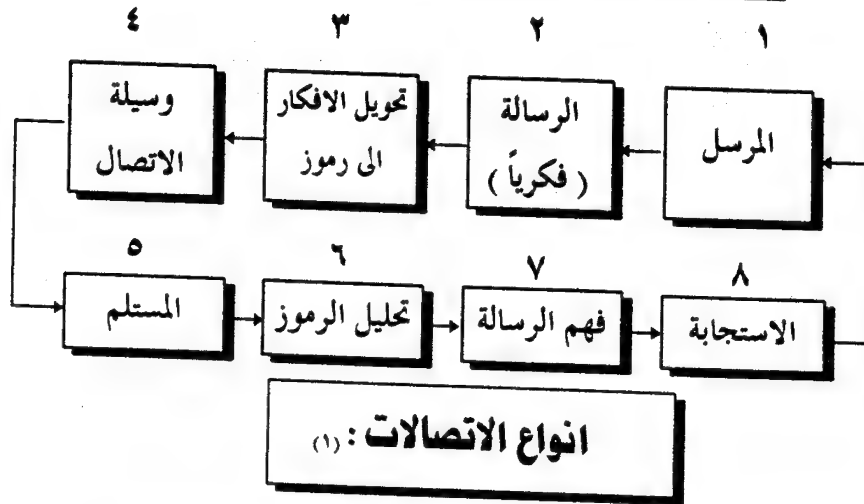 ١
المرسل
٢
الرسالة
( فكرياً )
٣
تحويل الافكار
الى رموز
٤
وسيلة
الاتصال
٥
المستلم
٦
تحليل الرموز
٧
فهم الرسالة
٨
الاستجابة
انواع الاتصالات : (١)